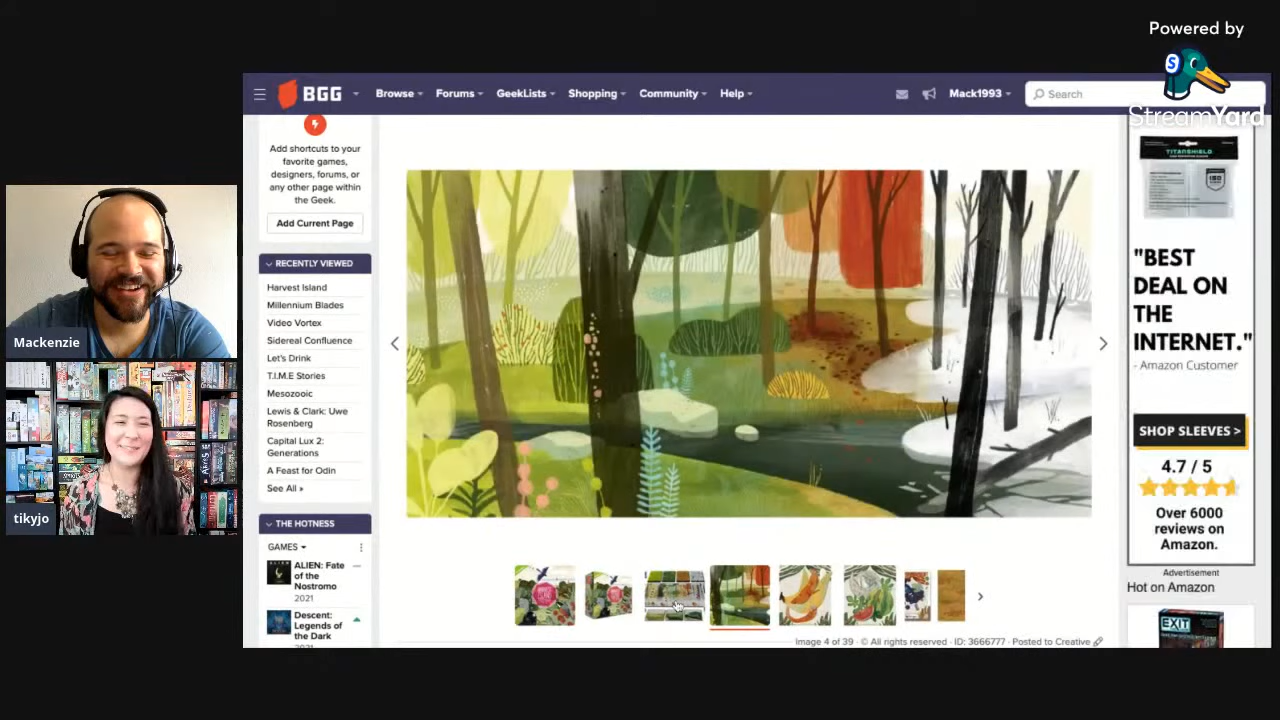 Powered by
S
StreamYard
BGG
Browse
Forums
GeekLists
Shopping
Community
Help
Mack1993
Search
Add shortcuts to your
favorite games,
designers, forums, or
any other page within
the Geek.
Add Current Page
RECENTLY VIEWED
Harvest Island
Millennium Blades
Video Vortex
Sidereal Confluence
Let's Drink
T.I.M.E Stories
Mesozooic
Lewis & Clark: Uwe
Rosenberg
Capital Lux 2:
Generations
A Feast for Odin
See All »
THE HOTNESS
GAMES
ALIEN: Fate
of the
Nostromo
2021
Descent:
Legends of
the Dark
2021
Image 4 of 39 · © All rights reserved · ID: 3666777 · Posted to Creative
TITANSHIELD
"BEST
DEAL ON
THE
INTERNET."
- Amazon Customer
SHOP SLEEVES >
4.7 / 5
Over 6000
reviews on
Amazon.
Advertisement
Hot on Amazon
EXIT
Mackenzie
tikyjo